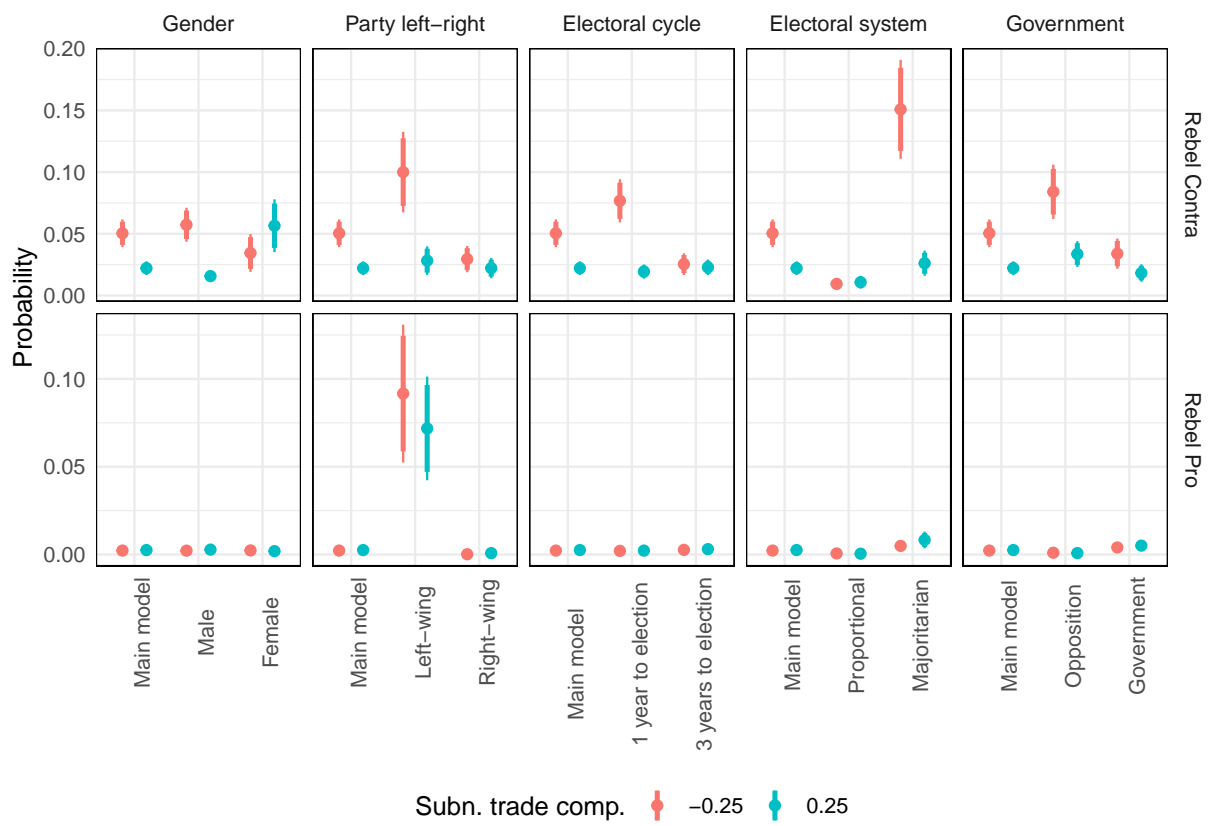 Gender Party left−right Electoral cycle Electoral system Government
0.20
0.15
0.10
0.05
0.00
Rebel Contra
Probability
0.10
0.05
0.00
Rebel Pro
Main model Male Female Main model Left−wing Right−wing Main model 1 year to election 3 years to election Main model Proportional Majoritarian Main model Opposition Government
Subn. trade comp. −0.25 0.25